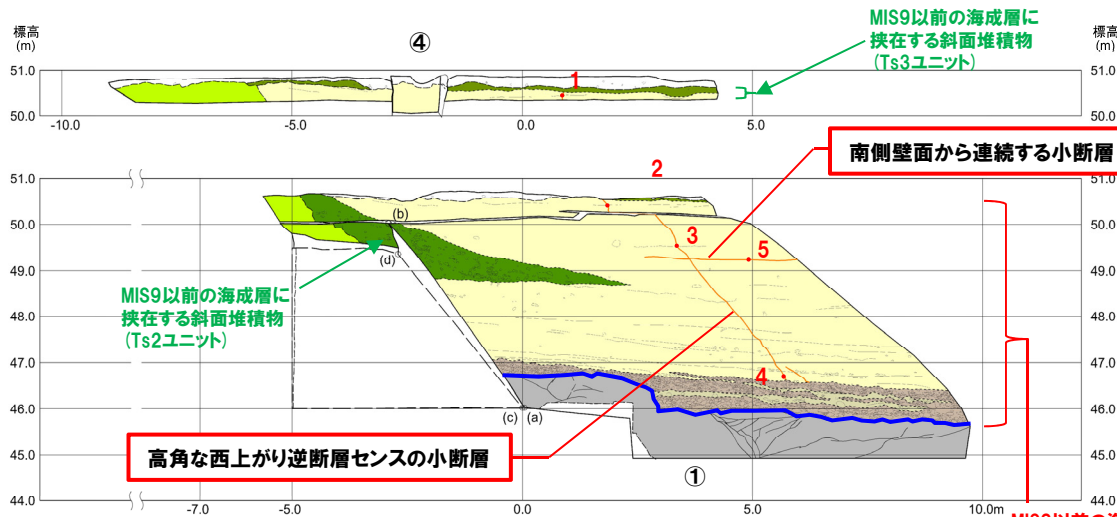 標高
(m)
④
MIS9以前の海成層に
挟在する斜面堆積物
(Ts3ユニット)
標高
(m)
51.0
50.0
1
51.0
50.0
-10.0
-5.0
0.0
5.0
南側壁面から連続する小断層
51.0
50.0
49.0
48.0
47.0
46.0
45.0
44.0
2
(b)
3
5
(d)
MIS9以前の海成層に
挟在する斜面堆積物
(Ts2ユニット)
4
(c)
(a)
高角な西上がり逆断層センスの小断層
①
51.0
50.0
49.0
48.0
47.0
46.0
45.0
44.0
-7.0
-5.0
0.0
5.0
10.0m